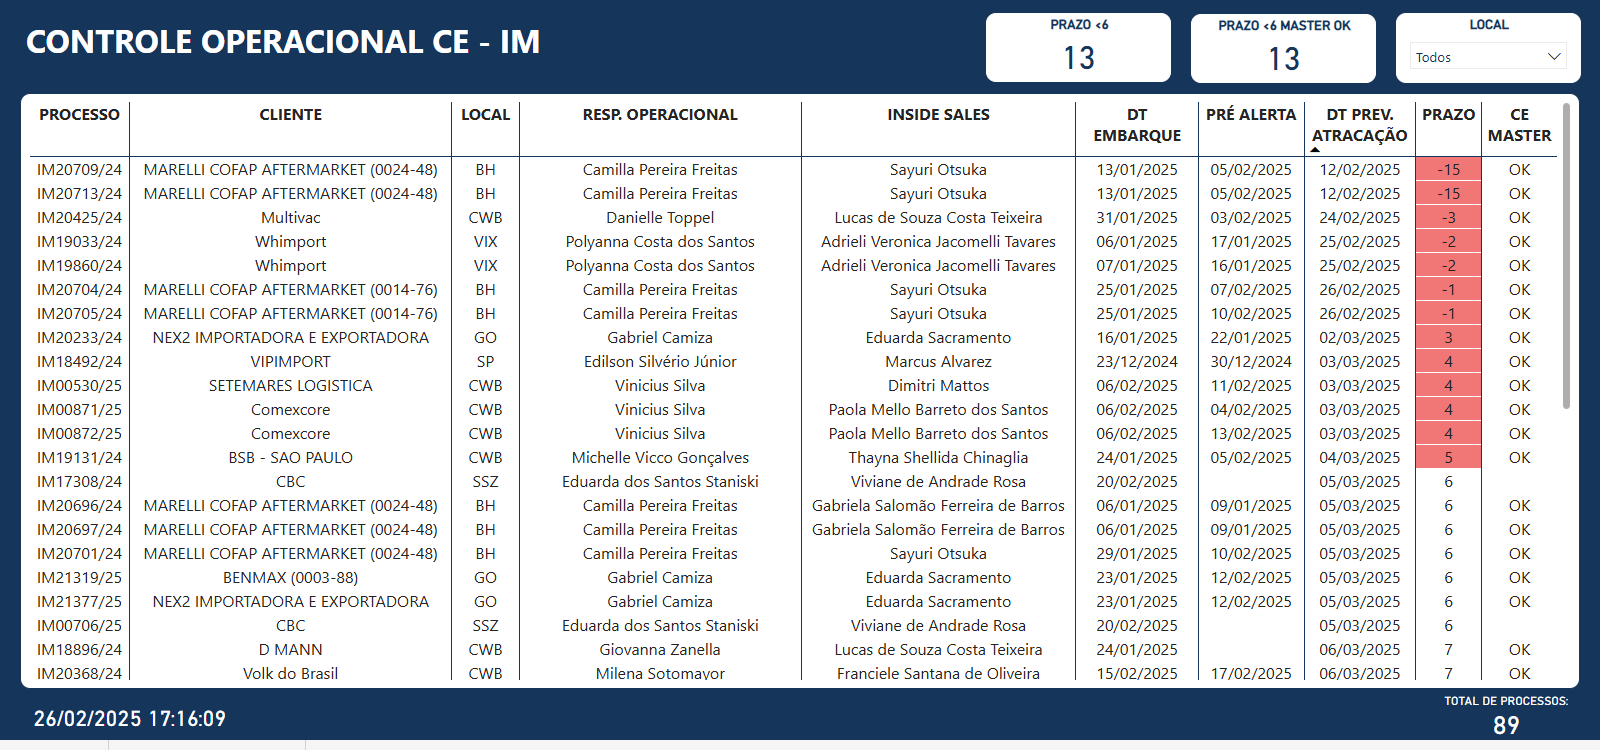 CONTROLE OPERACIONAL CE - IM
PRAZO <6
13
PRAZO <6 MASTER OK
13
LOCAL
Todos
PROCESSO CLIENTE LOCAL RESP. OPERACIONAL INSIDE SALES DT EMBARQUE PRÉ ALERTA DT PREV. ATRACAÇÃO PRAZO CE MASTER
IM20709/24 MARELLI COFAP AFTERMARKET (0024-48) BH Camilla Pereira Freitas Sayuri Otsuka 13/01/2025 05/02/2025 12/02/2025 -15 OK
IM20713/24 MARELLI COFAP AFTERMARKET (0024-48) BH Camilla Pereira Freitas Sayuri Otsuka 13/01/2025 05/02/2025 12/02/2025 -15 OK
IM20425/24 Multivac CWB Danielle Toppel Lucas de Souza Costa Teixeira 31/01/2025 03/02/2025 24/02/2025 -3 OK
IM19033/24 Whimport VIX Polyanna Costa dos Santos Adrieli Veronica Jacomelli Tavares 06/01/2025 17/01/2025 25/02/2025 -2 OK
IM19860/24 Whimport VIX Polyanna Costa dos Santos Adrieli Veronica Jacomelli Tavares 07/01/2025 16/01/2025 25/02/2025 -2 OK
IM20704/24 MARELLI COFAP AFTERMARKET (0014-76) BH Camilla Pereira Freitas Sayuri Otsuka 25/01/2025 07/02/2025 26/02/2025 -1 OK
IM20705/24 MARELLI COFAP AFTERMARKET (0014-76) BH Camilla Pereira Freitas Sayuri Otsuka 25/01/2025 10/02/2025 26/02/2025 -1 OK
IM20233/24 NEX2 IMPORTADORA E EXPORTADORA GO Gabriel Camiza Eduarda Sacramento 16/01/2025 22/01/2025 02/03/2025 3 OK
IM18492/24 VIPIMPORT SP Edilson Silvério Júnior Marcus Alvarez 23/12/2024 30/12/2024 03/03/2025 4 OK
IM00530/25 SETEMARES LOGISTICA CWB Vinicius Silva Dimitri Mattos 06/02/2025 11/02/2025 03/03/2025 4 OK
IM00871/25 Comexcore CWB Vinicius Silva Paola Mello Barreto dos Santos 06/02/2025 04/02/2025 03/03/2025 4 OK
IM00872/25 Comexcore CWB Vinicius Silva Paola Mello Barreto dos Santos 06/02/2025 13/02/2025 03/03/2025 4 OK
IM19131/24 BSB - SAO PAULO CWB Michelle Vicco Gonçalves Thayna Shellida Chinaglia 24/01/2025 05/02/2025 04/03/2025 5 OK
IM17308/24 CBC SSZ Eduarda dos Santos Staniski Viviane de Andrade Rosa 20/02/2025 05/03/2025 6
IM20696/24 MARELLI COFAP AFTERMARKET (0024-48) BH Camilla Pereira Freitas Gabriela Salomão Ferreira de Barros 06/01/2025 09/01/2025 05/03/2025 6 OK
IM20697/24 MARELLI COFAP AFTERMARKET (0024-48) BH Camilla Pereira Freitas Gabriela Salomão Ferreira de Barros 06/01/2025 09/01/2025 05/03/2025 6 OK
IM20701/24 MARELLI COFAP AFTERMARKET (0024-48) BH Camilla Pereira Freitas Sayuri Otsuka 29/01/2025 10/02/2025 05/03/2025 6 OK
IM21319/25 BENMAX (0003-88) GO Gabriel Camiza Eduarda Sacramento 23/01/2025 12/02/2025 05/03/2025 6 OK
IM21377/25 NEX2 IMPORTADORA E EXPORTADORA GO Gabriel Camiza Eduarda Sacramento 23/01/2025 12/02/2025 05/03/2025 6 OK
IM00706/25 CBC SSZ Eduarda dos Santos Staniski Viviane de Andrade Rosa 20/02/2025 05/03/2025 6
IM18896/24 D MANN CWB Giovanna Zanella Lucas de Souza Costa Teixeira 24/01/2025 06/03/2025 7 OK
IM20368/24 Volk do Brasil CWB Milena Sotomayor Franciele Santana de Oliveira 15/02/2025 17/02/2025 06/03/2025 7 OK
26/02/2025 17:16:09
TOTAL DE PROCESSOS:
89